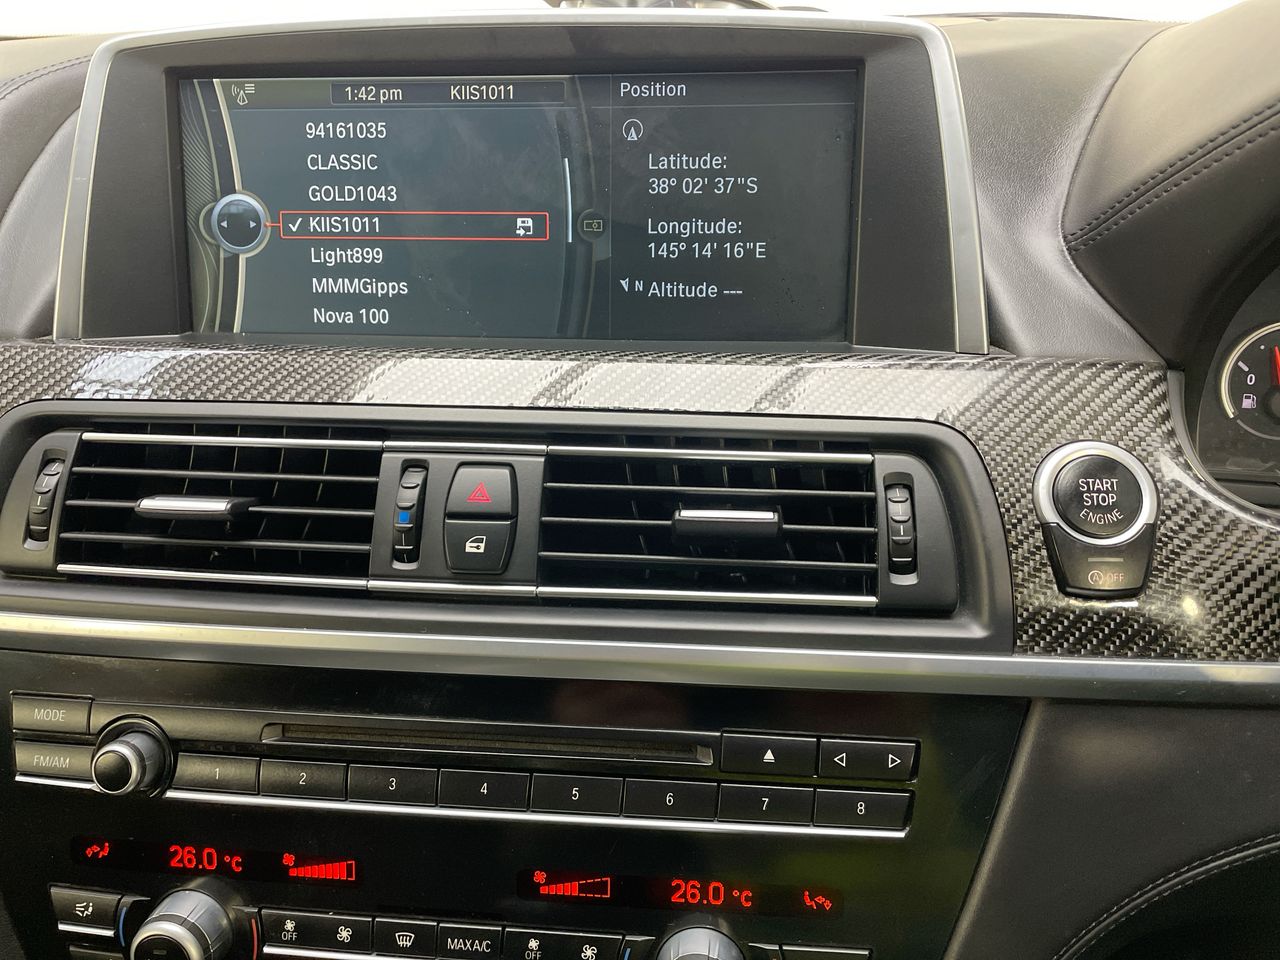 1:42 pm KIIS1011
94161035
CLASSIC
GOLD1043
KIIS1011
Light899
MMMGipps
Nova 100
Position
Latitude:
38° 02' 37"S
Longitude:
145° 14' 16"E
N Altitude ---
0
START
STOP
ENGINE
A OFF
MODE
FM/AM
1 2 3 4 5 6 7 8
26.0 °C
26.0 °C
OFF
MAX A/C
OFF